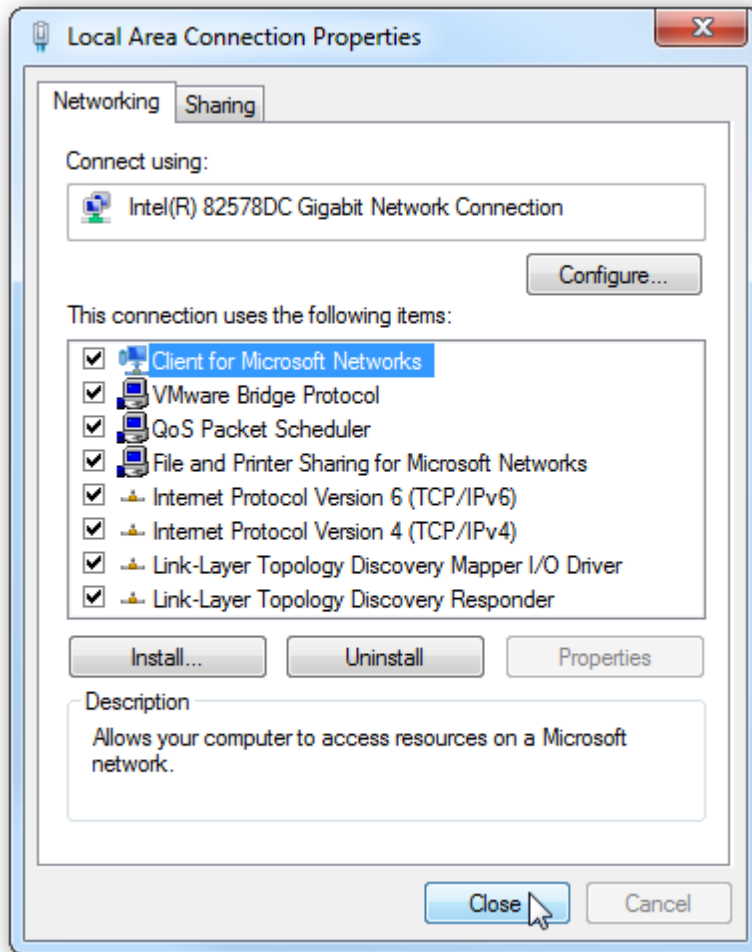 Local Area Connection Properties
X
Networking
Sharing
Connect using:
Intel(R) 82578DC Gigabit Network Connection
Configure...
This connection uses the following items:
Client for Microsoft Networks
VMware Bridge Protocol
QoS Packet Scheduler
File and Printer Sharing for Microsoft Networks
Internet Protocol Version 6 (TCP/IPv6)
Internet Protocol Version 4 (TCP/IPv4)
Link-Layer Topology Discovery Mapper I/O Driver
Link-Layer Topology Discovery Responder
Install...
Uninstall
Properties
Description
Allows your computer to access resources on a Microsoft
network.
Close
Cancel